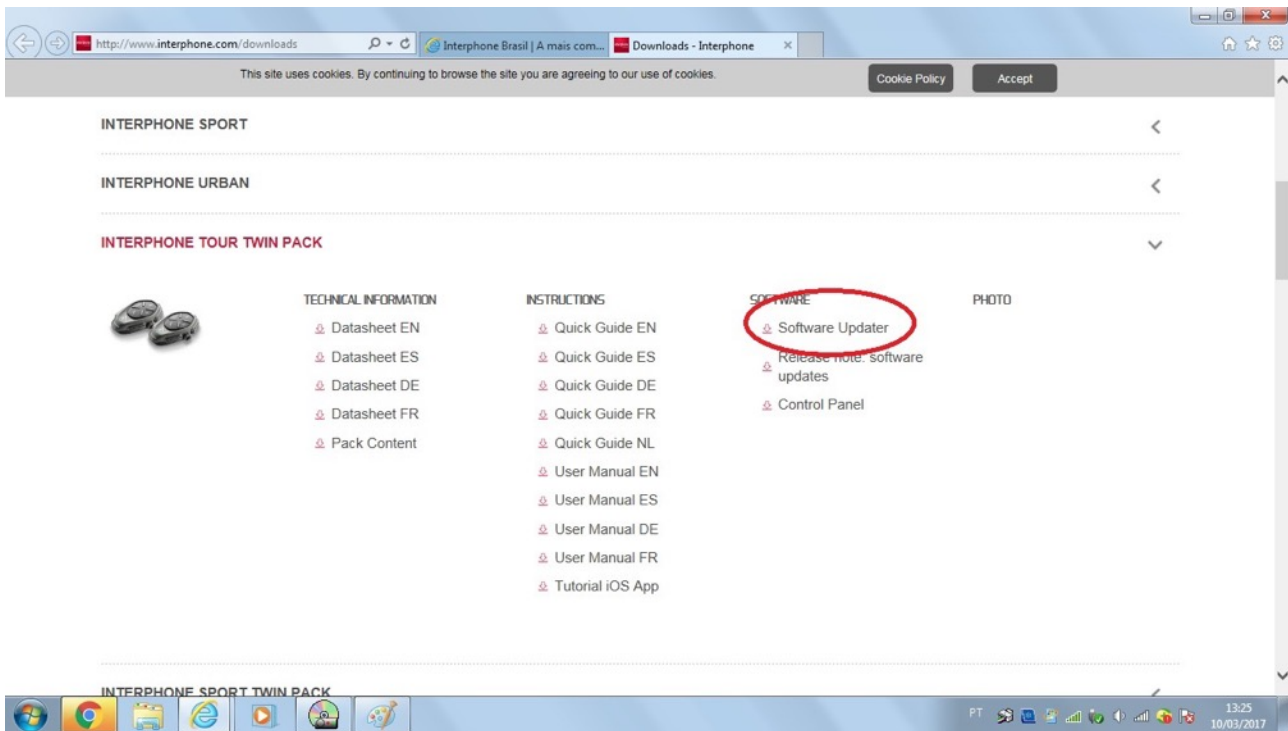 http://www.interphone.com/downloads
Interphone Brasil | A mais com...
Downloads - Interphone
This site uses cookies. By continuing to browse the site you are agreeing to our use of cookies.
Cookie Policy
Accept
INTERPHONE SPORT
INTERPHONE URBAN
INTERPHONE TOUR TWIN PACK
TECHNICAL INFORMATION
Datasheet EN
Datasheet ES
Datasheet DE
Datasheet FR
Pack Content
INSTRUCTIONS
Quick Guide EN
Quick Guide ES
Quick Guide DE
Quick Guide FR
Quick Guide NL
User Manual EN
User Manual ES
User Manual DE
User Manual FR
Tutorial iOS App
SOFTWARE
Software Updater
Release note: software
updates
Control Panel
PHOTO
INTERPHONE SPORT TWIN PACK
PT
13:25
10/03/2017